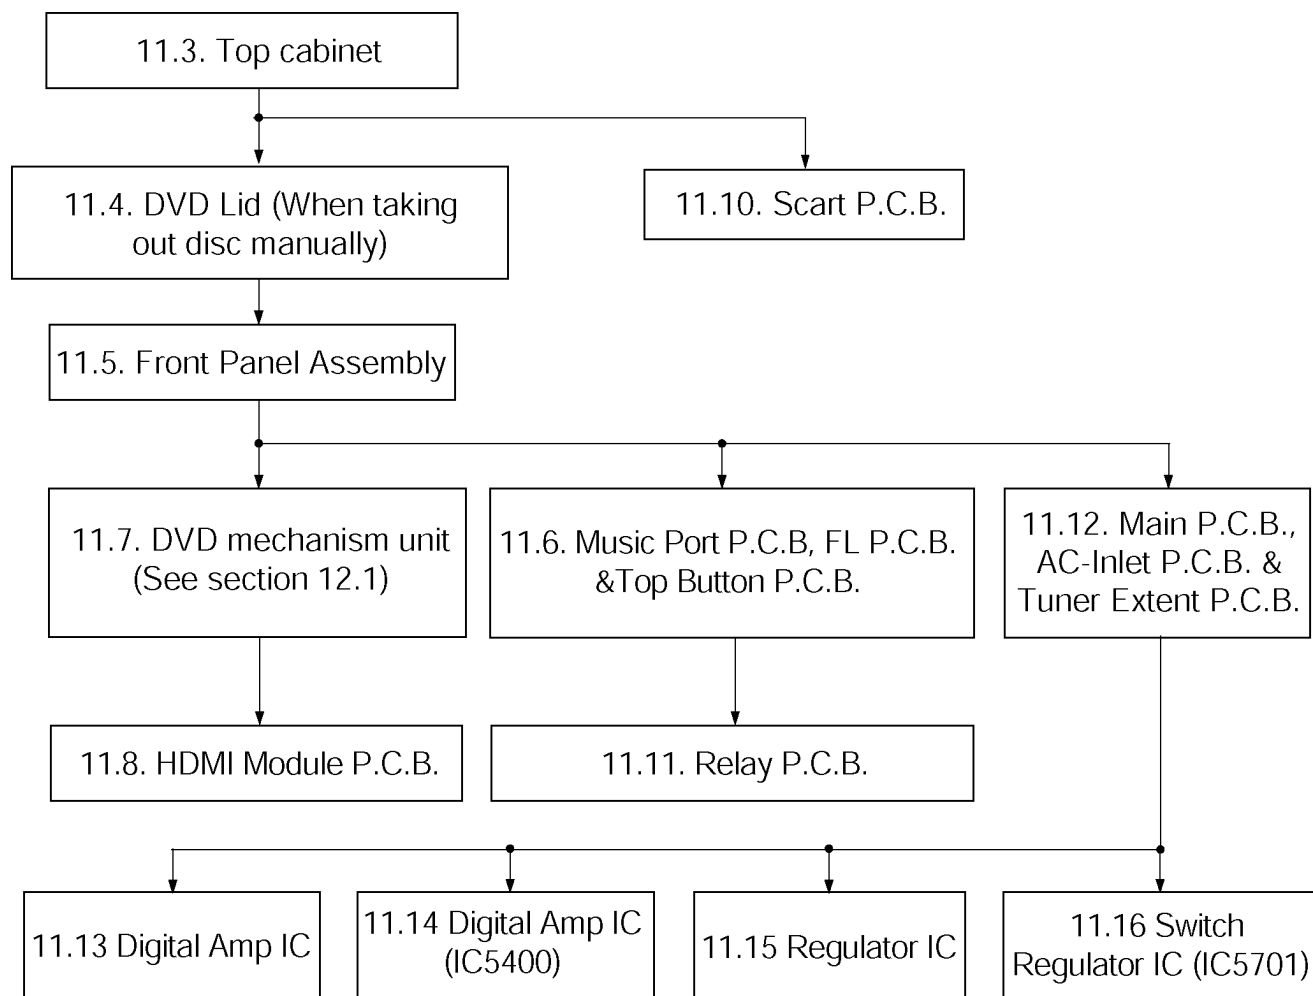 11.3. Top cabinet
11.4. DVD Lid (When taking
out disc manually)
11.10. Scart P.C.B.
11.5. Front Panel Assembly
11.7. DVD mechanism unit
(See section 12.1)
11.6. Music Port P.C.B, FL P.C.B.
&Top Button P.C.B.
11.12. Main P.C.B.,
AC-Inlet P.C.B. &
Tuner Extent P.C.B.
11.8. HDMI Module P.C.B.
11.11. Relay P.C.B.
11.13 Digital Amp IC
11.14 Digital Amp IC
(IC5400)
11.15 Regulator IC
11.16 Switch
Regulator IC (IC5701)